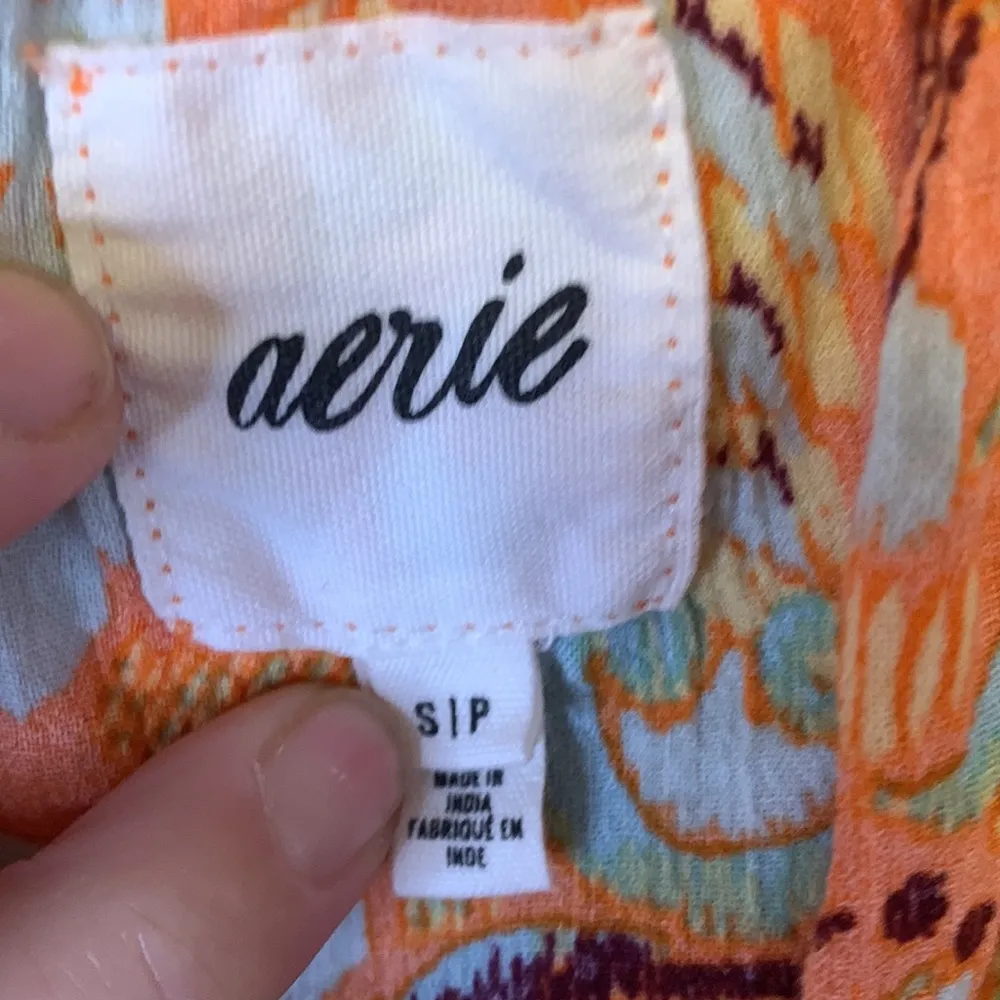 aerie
S|P
MADE IN
INDIA
FABRIQUÉ EN
INDE